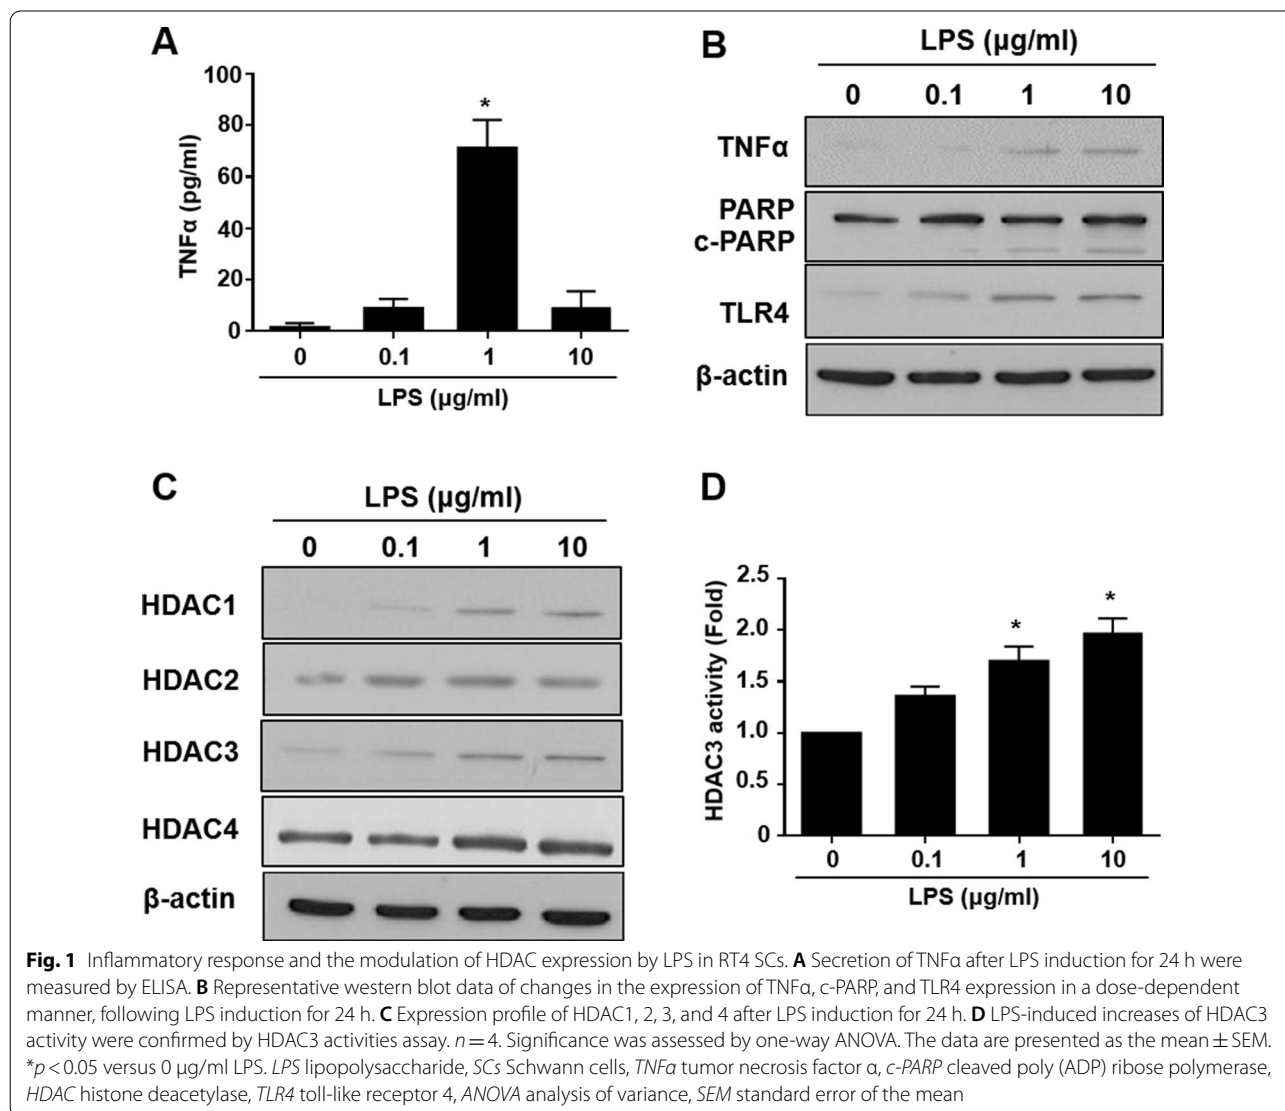 A
TNFα (pg/ml)
100
80
60
40
20
0
*
0 0.1 1 10
LPS (µg/ml)
B
LPS (µg/ml)
0 0.1 1 10
TNFα
PARP
c-PARP
TLR4
β-actin
C
LPS (µg/ml)
0 0.1 1 10
HDAC1
HDAC2
HDAC3
HDAC4
β-actin
D
HDAC3 activity (Fold)
2.5
2.0
1.5
1.0
0.5
0
* *
0 0.1 1 10
LPS (µg/ml)
Fig. 1 Inflammatory response and the modulation of HDAC expression by LPS in RT4 SCs. A Secretion of TNFα after LPS induction for 24 h were
measured by ELISA. B Representative western blot data of changes in the expression of TNFα, c-PARP, and TLR4 expression in a dose-dependent
manner, following LPS induction for 24 h. C Expression profile of HDAC1, 2, 3, and 4 after LPS induction for 24 h. D LPS-induced increases of HDAC3
activity were confirmed by HDAC3 activities assay. n = 4. Significance was assessed by one-way ANOVA. The data are presented as the mean ± SEM.
*p < 0.05 versus 0 µg/ml LPS. LPS lipopolysaccharide, SCs Schwann cells, TNFα tumor necrosis factor α, c-PARP cleaved poly (ADP) ribose polymerase,
HDAC histone deacetylase, TLR4 toll-like receptor 4, ANOVA analysis of variance, SEM standard error of the mean